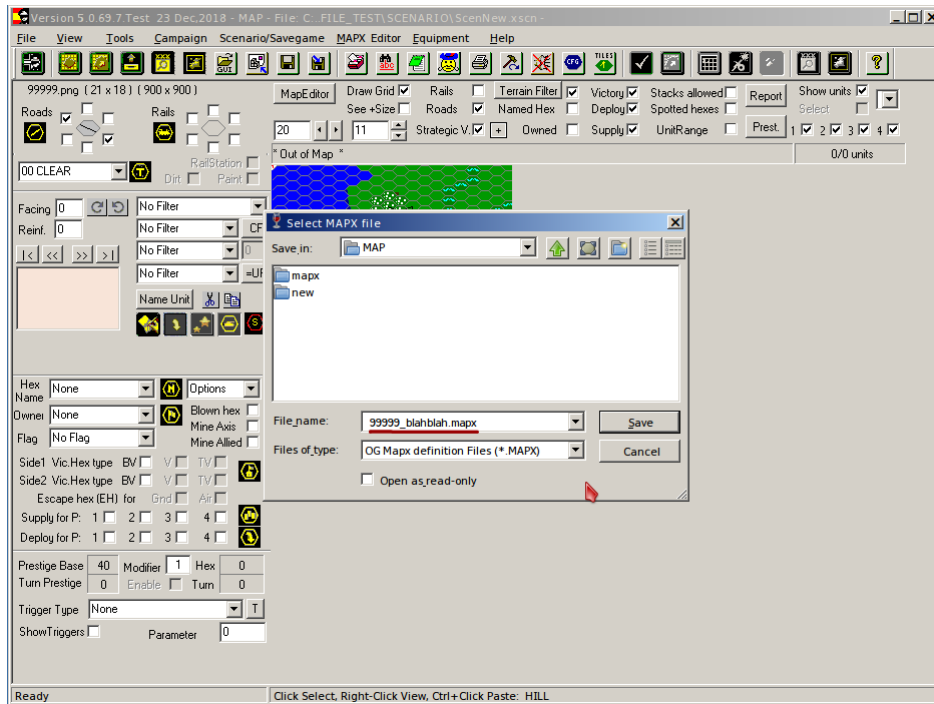 Version 5.0.69.7.Test 23 Dec,2018 - MAP - File: C:.FILE_TEST\SCENARIO\ScenNew.xscn -
File View Tools Campaign Scenario/Savegame MAPX Editor Equipment Help
GUI abc CFG TILES ?
99999.png ( 21 x 18 ) ( 900 x 900 ) MapEditor Draw Grid Rails Terrain Filter Victory Stacks allowed Report Show units
Roads Rails See +Size Roads Named Hex Deploy Spotted hexes Select
20 11 Strategic V. + Owned Supply UnitRange Prest. 1 2 3 4
* Out of Map * 0/0 units
RailStation
00 CLEAR T Dirt Paint
Facing 0 No Filter
Reinf. 0 No Filter CF
|< << >> >| No Filter 0
No Filter =UF
Name Unit
S
Select MAPX file
Save in: MAP
mapx
new
File name: 99999_blahblah.mapx Save
Files of type: OG Mapx definition Files (*.MAPX) Cancel
Open as read-only
Hex Name None H Options
Owner None Blown hex
Mine Axis
Flag No Flag Mine Allied
Side1 Vic.Hex type BV V TV
Side2 Vic.Hex type BV V TV
Escape hex (EH) for Gnd Air
Supply for P: 1 2 3 4
Deploy for P: 1 2 3 4
Prestige Base 40 Modifier 1 Hex 0
Turn Prestige 0 Enable Turn 0
Trigger Type None T
ShowTriggers Parameter 0
Ready Click Select, Right-Click View, Ctrl+Click Paste: HILL